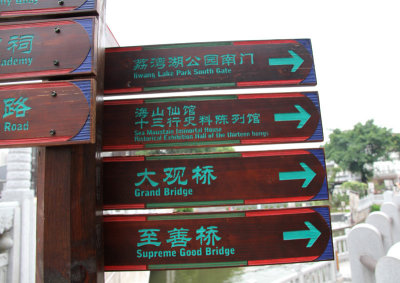 祠
ademy
路
Road
荔湾湖公园南门
liwang Lake Park South Gate
海山仙馆
十三行史料陈列馆
Sea Mountain Immortal House
Historical Exhibition Hall of the Thirteen hongs
大观桥
Grand Bridge
至善桥
Supreme Good Bridge